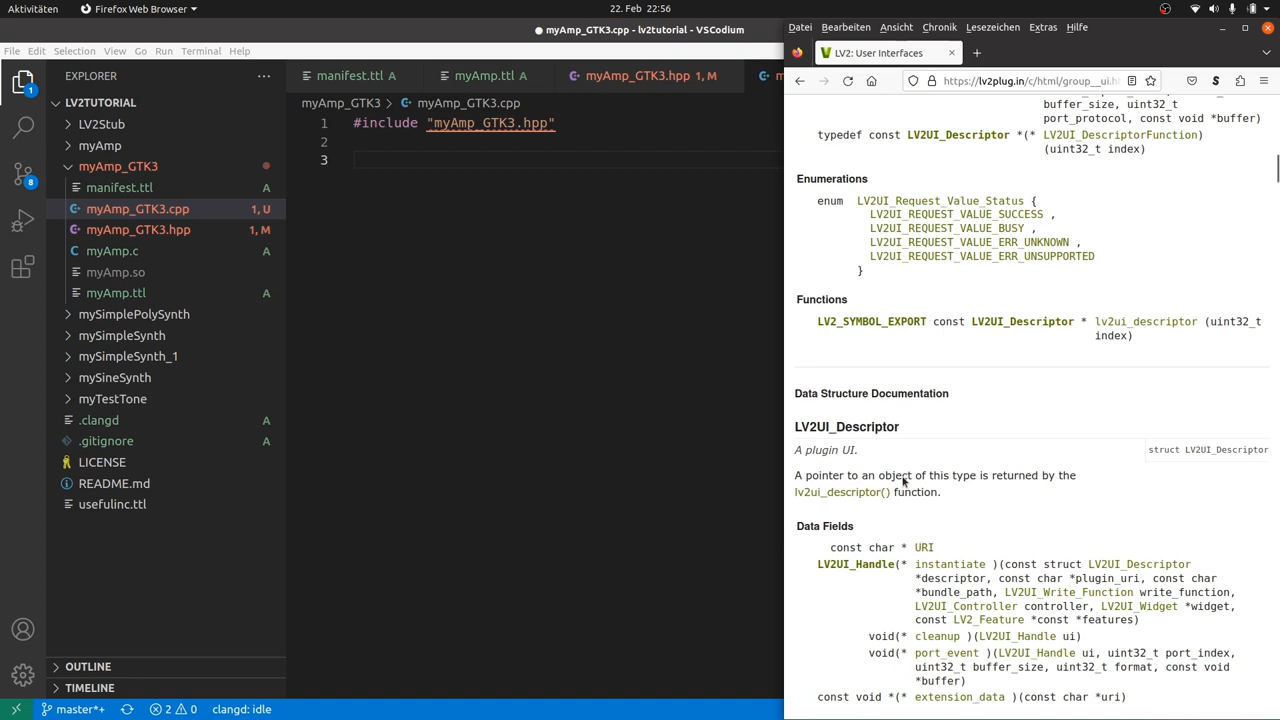 Aktivitäten
Firefox Web Browser
22. Feb 22:56
myAmp_GTK3.cpp - lv2tutorial - VSCodium
File Edit Selection View Go Run Terminal Help
EXPLORER
LV2TUTORIAL
LV2Stub
myAmp
myAmp_GTK3
manifest.ttl A
myAmp_GTK3.cpp 1, U
myAmp_GTK3.hpp 1, M
myAmp.c A
myAmp.so
myAmp.ttl A
mySimplePolySynth
mySimpleSynth
mySimpleSynth_1
mySineSynth
myTestTone
.clangd A
.gitignore A
LICENSE
README.md
usefulinc.ttl
OUTLINE
TIMELINE
1
8
master*+ 2 0 clangd: idle
manifest.ttl A myAmp.ttl A myAmp_GTK3.hpp 1, M m
myAmp_GTK3 > myAmp_GTK3.cpp
1 #include "myAmp_GTK3.hpp"
2
3
Datei Bearbeiten Ansicht Chronik Lesezeichen Extras Hilfe
LV2: User Interfaces
https://lv2plug.in/c/html/group__ui.h
buffer_size, uint32_t
port_protocol, const void *buffer)
typedef const LV2UI_Descriptor *(* LV2UI_DescriptorFunction)
(uint32_t index)
Enumerations
enum LV2UI_Request_Value_Status {
LV2UI_REQUEST_VALUE_SUCCESS ,
LV2UI_REQUEST_VALUE_BUSY ,
LV2UI_REQUEST_VALUE_ERR_UNKNOWN ,
LV2UI_REQUEST_VALUE_ERR_UNSUPPORTED
}
Functions
LV2_SYMBOL_EXPORT const LV2UI_Descriptor * lv2ui_descriptor (uint32_t
index)
Data Structure Documentation
LV2UI_Descriptor
A plugin UI.
struct LV2UI_Descriptor
A pointer to an object of this type is returned by the
lv2ui_descriptor() function.
Data Fields
const char * URI
LV2UI_Handle(* instantiate )(const struct LV2UI_Descriptor
*descriptor, const char *plugin_uri, const char
*bundle_path, LV2UI_Write_Function write_function,
LV2UI_Controller controller, LV2UI_Widget *widget,
const LV2_Feature *const *features)
void(* cleanup )(LV2UI_Handle ui)
void(* port_event )(LV2UI_Handle ui, uint32_t port_index,
uint32_t buffer_size, uint32_t format, const void
*buffer)
const void *(* extension_data )(const char *uri)